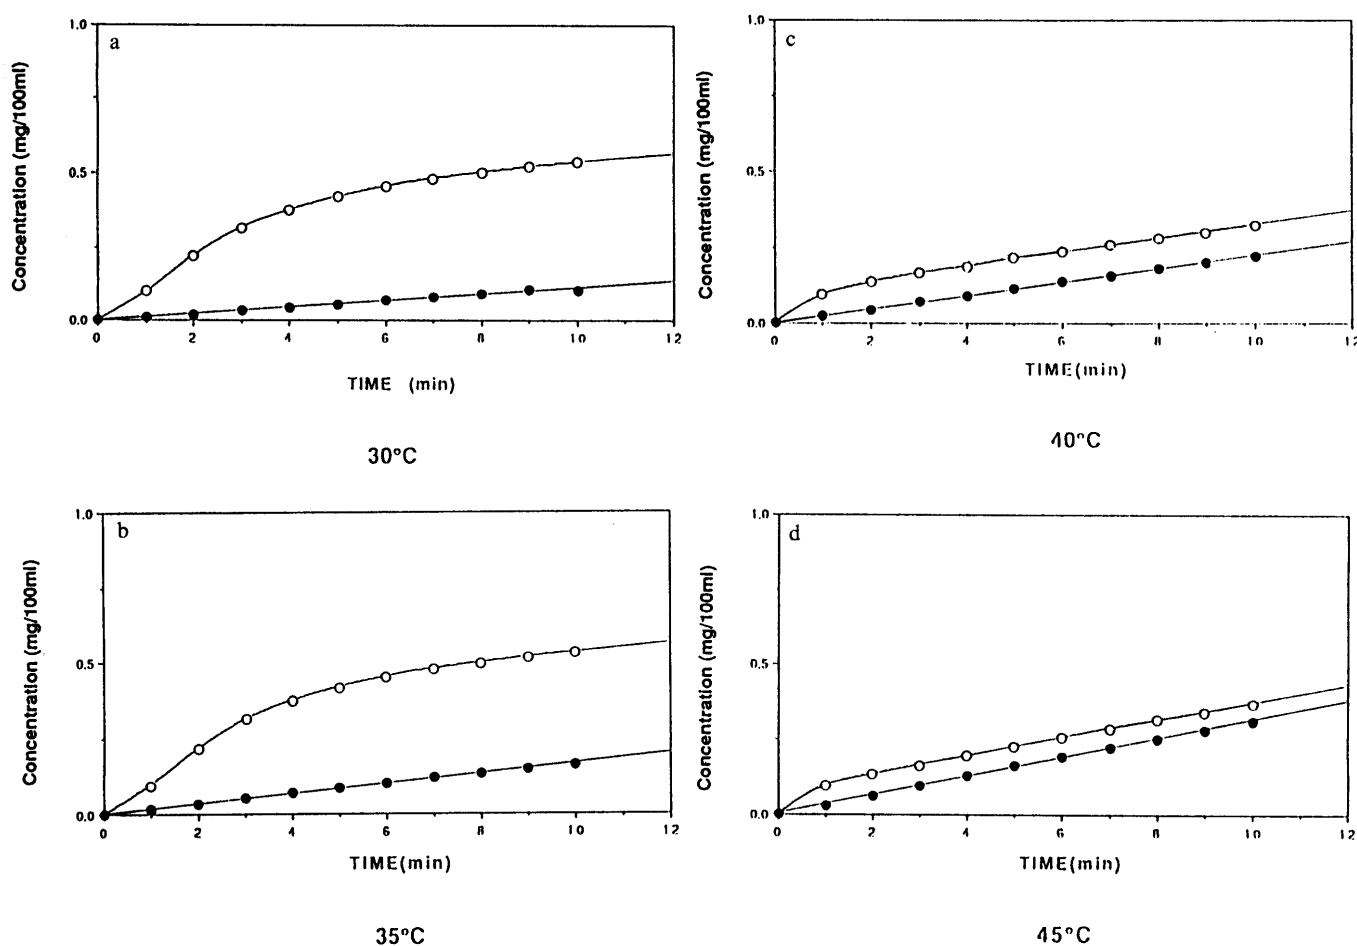 a
1.0
0.5
0.0
Concentration (mg/100ml)
0 2 4 6 8 10 12
TIME (min)
30°C
c
1.0
0.5
0.0
Concentration (mg/100ml)
0 2 4 6 8 10 12
TIME(min)
40°C
b
1.0
0.5
0.0
Concentration (mg/100ml)
0 2 4 6 8 10 12
TIME(min)
35°C
d
1.0
0.5
0.0
Concentration (mg/100ml)
0 2 4 6 8 10 12
TIME(min)
45°C